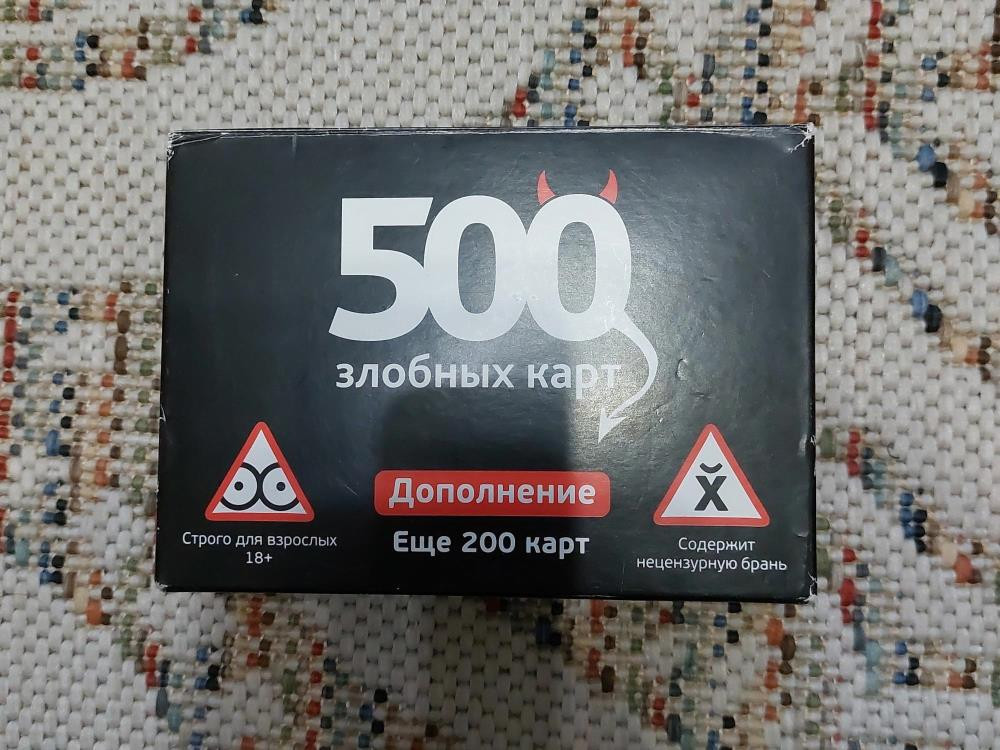 500
злобных карт
Дополнение
Еще 200 карт
Строго для взрослых
18+
x̆
Содержит
нецензурную брань